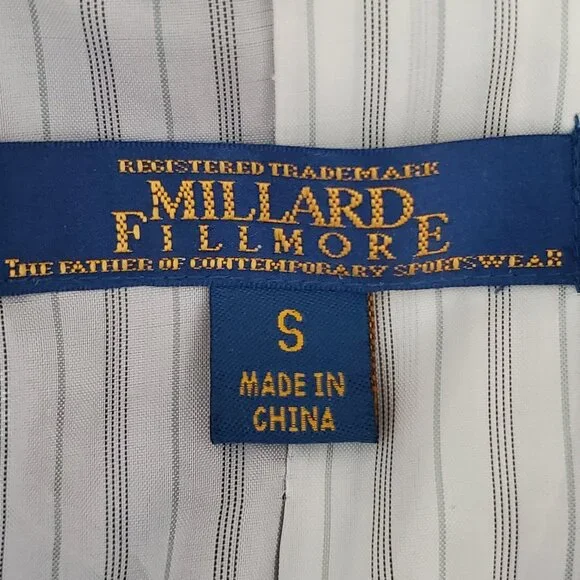 REGISTERED TRADEMARK
MILLARD
FILLMORE
THE FATHER OF CONTEMPORARY SPORTSWEAR
S
MADE IN
CHINA